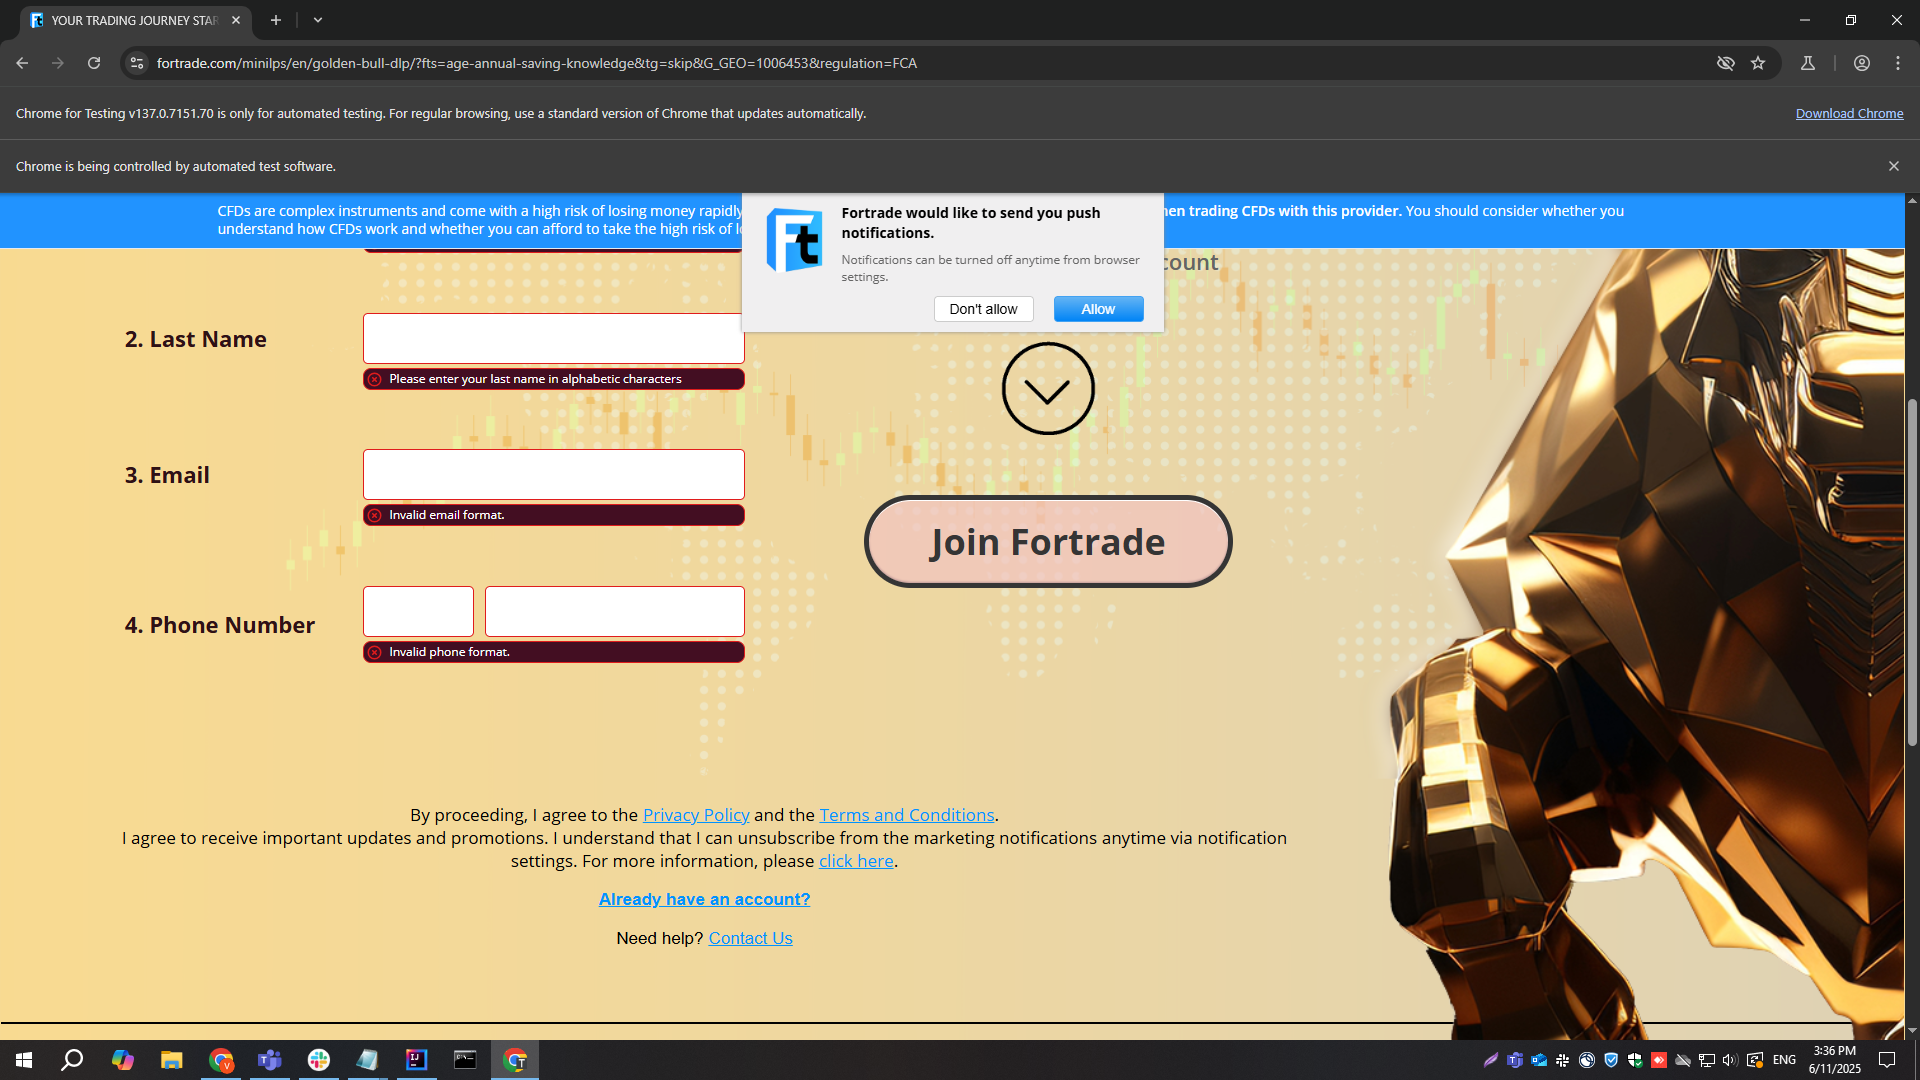 YOUR TRADING JOURNEY STAR
fortrade.com/minilps/en/golden-bull-dlp/?fts=age-annual-saving-knowledge&tg=skip&G_GEO=1006453&regulation=FCA
Chrome for Testing v137.0.7151.70 is only for automated testing. For regular browsing, use a standard version of Chrome that updates automatically.
Download Chrome
Chrome is being controlled by automated test software.
CFDs are complex instruments and come with a high risk of losing money rapidly
hen trading CFDs with this provider. You should consider whether you
understand how CFDs work and whether you can afford to take the high risk of l
Ft
Fortrade would like to send you push
notifications.
Notifications can be turned off anytime from browser
settings.
Don't allow
Allow
count
2. Last Name
Please enter your last name in alphabetic characters
3. Email
Invalid email format.
Join Fortrade
4. Phone Number
Invalid phone format.
By proceeding, I agree to the Privacy Policy and the Terms and Conditions.
I agree to receive important updates and promotions. I understand that I can unsubscribe from the marketing notifications anytime via notification
settings. For more information, please click here.
Already have an account?
Need help? Contact Us
ENG
3:36 PM
6/11/2025